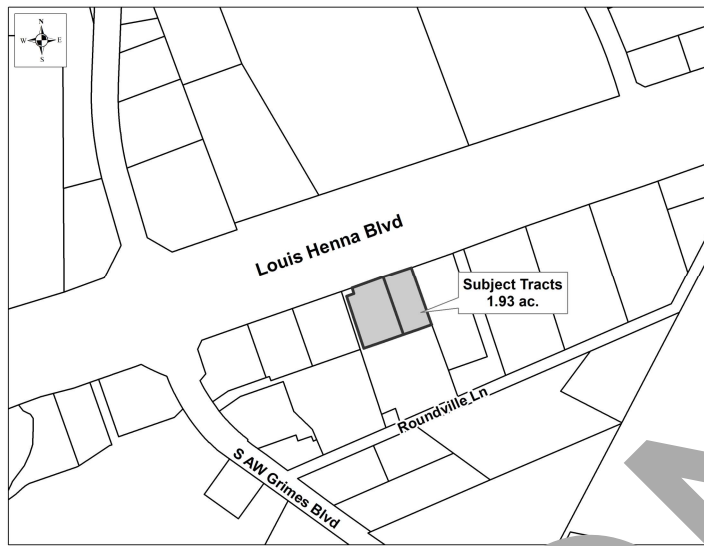 N
W E
S
Louis Henna Blvd
Subject Tracts
1.93 ac.
Roundville Ln
S AW Grimes Blvd